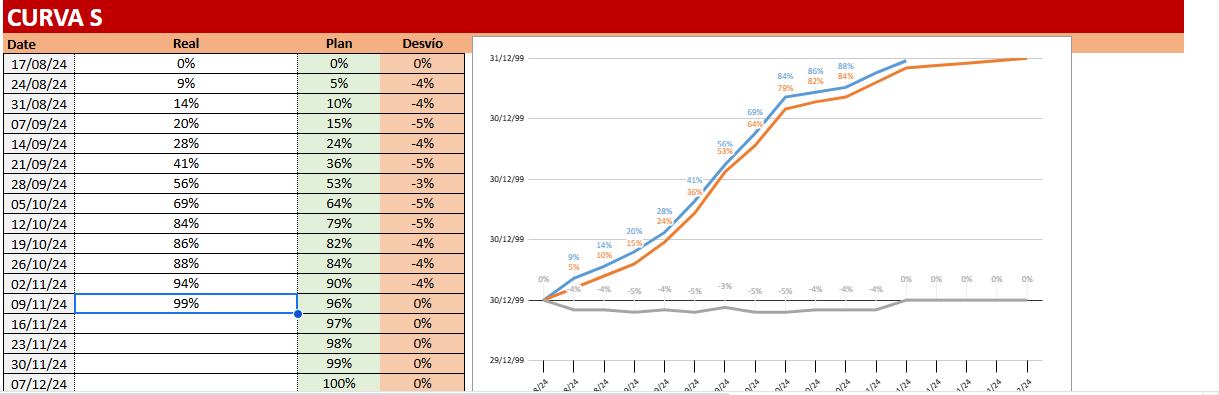 CURVA S
Date Real Plan Desvío
17/08/24 0% 0% 0%
24/08/24 9% 5% -4%
31/08/24 14% 10% -4%
07/09/24 20% 15% -5%
14/09/24 28% 24% -4%
21/09/24 41% 36% -5%
28/09/24 56% 53% -3%
05/10/24 69% 64% -5%
12/10/24 84% 79% -5%
19/10/24 86% 82% -4%
26/10/24 88% 84% -4%
02/11/24 94% 90% -4%
09/11/24 99% 96% 0%
16/11/24 97% 0%
23/11/24 98% 0%
30/11/24 99% 0%
07/12/24 100% 0%
31/12/99
30/12/99
30/12/99
30/12/99
30/12/99
29/12/99
9% 14% 20% 28% 41% 56% 69% 84% 86% 88%
5% 10% 15% 24% 36% 53% 64% 79% 82% 84%
0% -4% -4% -5% -4% -5% -3% -5% -5% -4% -4% -4% 0% 0% 0% 0% 0%